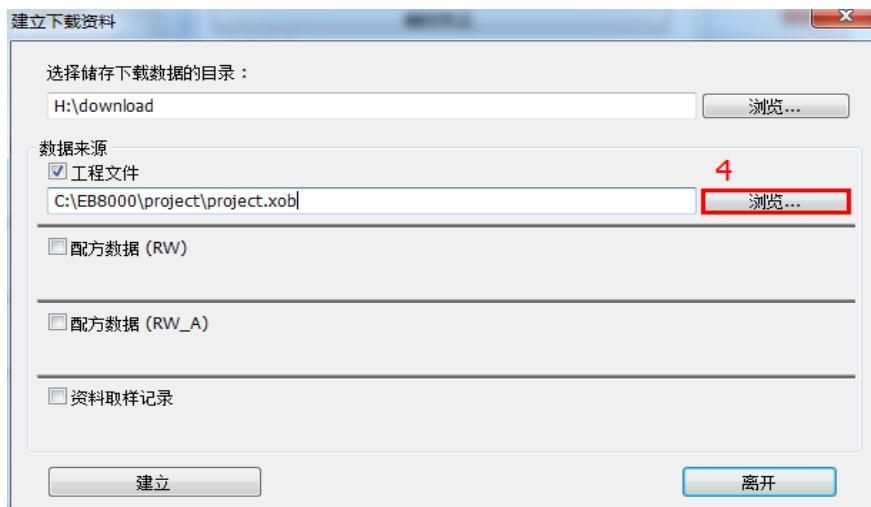 建立下载资料
选择储存下载数据的目录：
H:\download
浏览...
数据来源
工程文件
4
C:\EB8000\project\project.xob
浏览...
配方数据 (RW)
配方数据 (RW_A)
资料取样记录
建立
离开